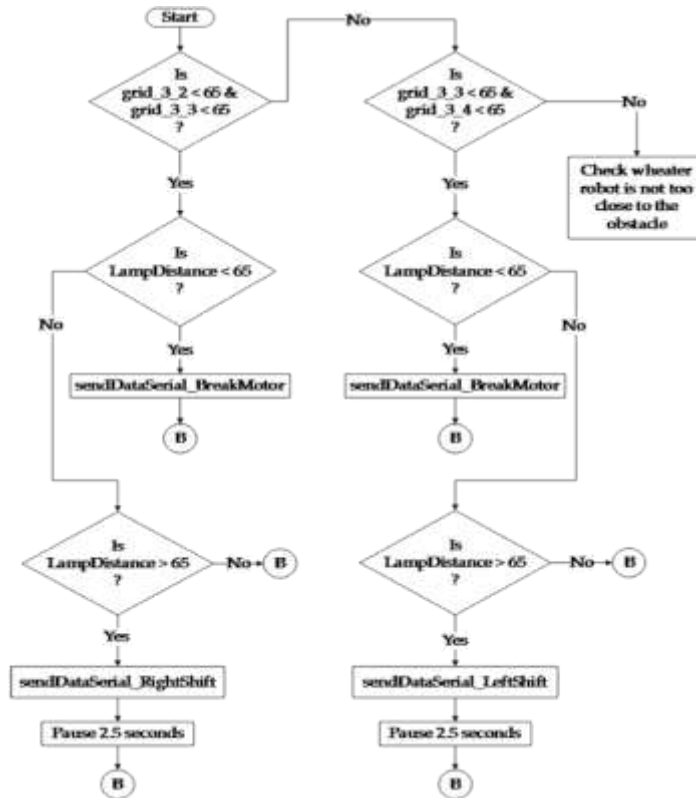 Start
No
Is
grid_3_2 < 65 &
grid_3_3 < 65
?
Is
grid_3_3 < 65 &
grid_3_4 < 65
?
No
Yes
Yes
Check wheater
robot is not too
close to the
obstacle
Is
LampDistance < 65
?
Is
LampDistance < 65
?
No
No
Yes
Yes
sendDataSerial_BreakMotor
sendDataSerial_BreakMotor
B
B
Is
LampDistance > 65
?
No
B
Is
LampDistance > 65
?
No
B
Yes
Yes
sendDataSerial_RightShift
sendDataSerial_LeftShift
Pause 2.5 seconds
Pause 2.5 seconds
B
B